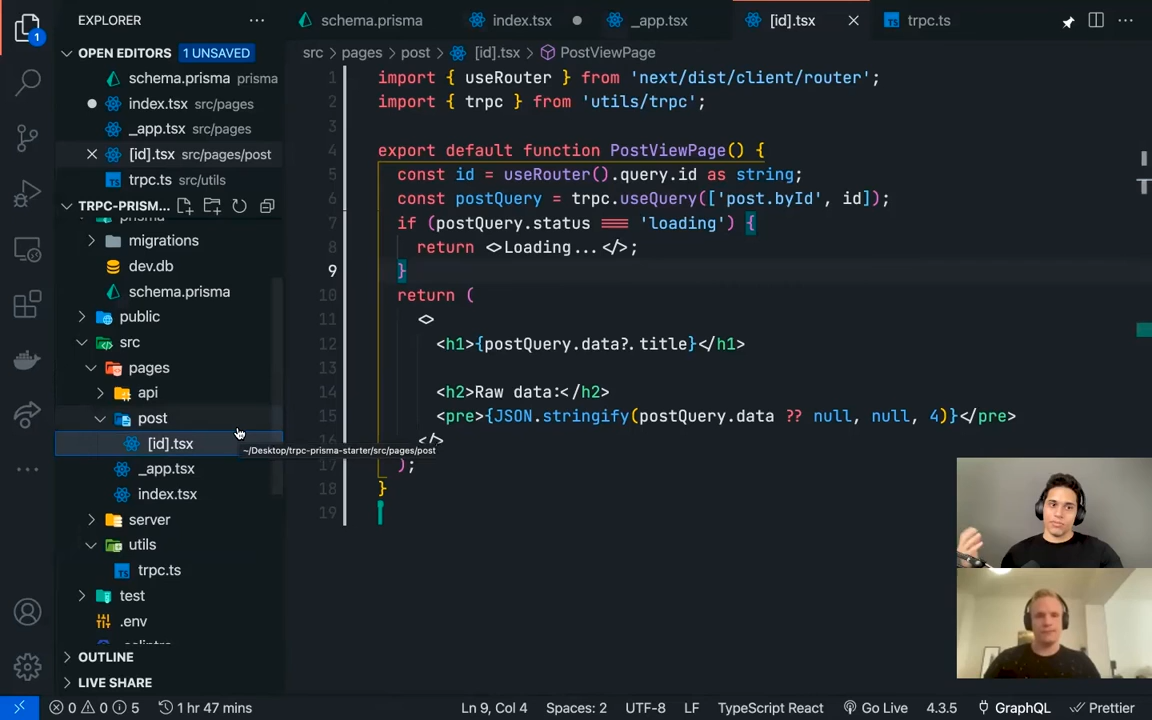 EXPLORER
schema.prisma
index.tsx
_app.tsx
[id].tsx
trpc.ts
OPEN EDITORS 1 UNSAVED
schema.prisma prisma
index.tsx src/pages
_app.tsx src/pages
[id].tsx src/pages/post
trpc.ts src/utils
TRPC-PRISM...
migrations
dev.db
schema.prisma
public
src
pages
api
post
[id].tsx
_app.tsx
index.tsx
server
utils
trpc.ts
test
.env
OUTLINE
LIVE SHARE
src > pages > post > [id].tsx > PostViewPage
1 import { useRouter } from 'next/dist/client/router';
2 import { trpc } from 'utils/trpc';
3
4 export default function PostViewPage() {
5 const id = useRouter().query.id as string;
6 const postQuery = trpc.useQuery(['post.byId', id]);
7 if (postQuery.status === 'loading') {
8 return <>Loading...</>;
9 }
10 return (
11 <>
12 <h1>{postQuery.data?.title}</h1>
13
14 <h2>Raw data:</h2>
15 <pre>{JSON.stringify(postQuery.data ?? null, null, 4)}</pre>
16 </>
~/Desktop/trpc-prisma-starter/src/pages/post
17 );
18 }
19
1
0 0 5 1 hr 47 mins Ln 9, Col 4 Spaces: 2 UTF-8 LF TypeScript React Go Live 4.3.5 GraphQL Prettier